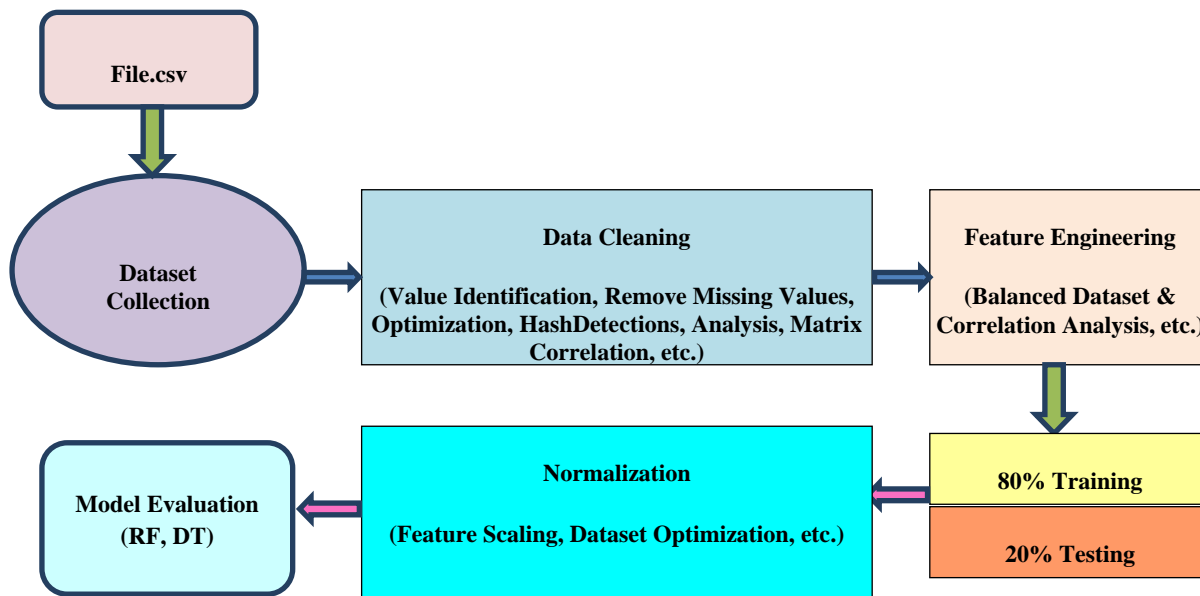 File.csv
Dataset
Collection
Data Cleaning
(Value Identification, Remove Missing Values,
Optimization, HashDetections, Analysis, Matrix
Correlation, etc.)
Feature Engineering
(Balanced Dataset &
Correlation Analysis, etc.)
80% Training
20% Testing
Normalization
(Feature Scaling, Dataset Optimization, etc.)
Model Evaluation
(RF, DT)